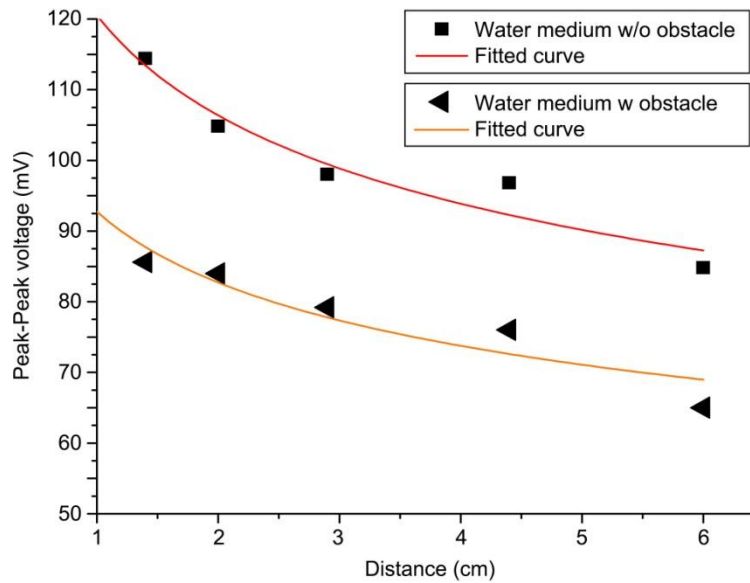 120
115
110
100
90
80
70
60
50
1
2
3
4
5
6
Peak-Peak voltage (mV)
Distance (cm)
Water medium w/o obstacle
Fitted curve
Water medium w obstacle
Fitted curve